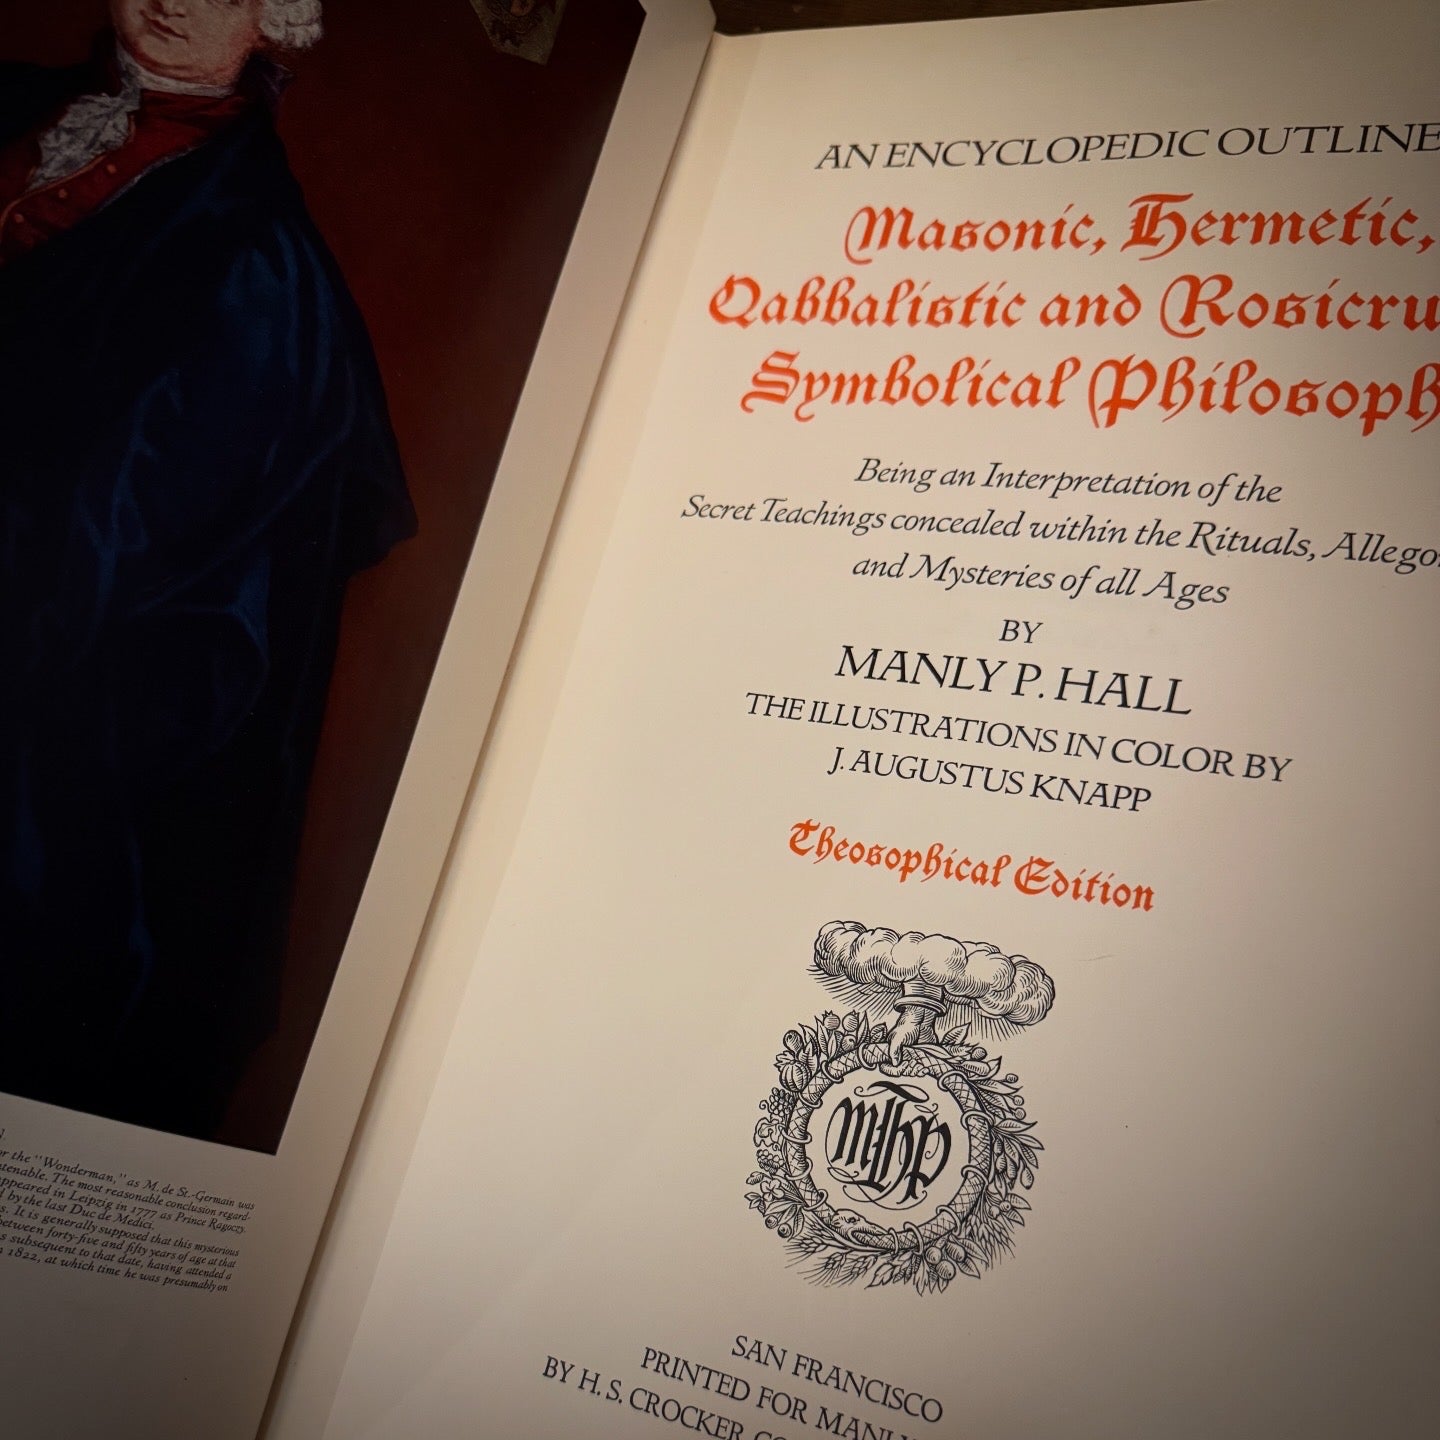 or the "Wonderman," as M. de St.-Germain was
tenable. The most reasonable conclusion regard-
ppeared in Leipzig in 1777 as Prince Ragoczy.
d by the last Duc de Medici.
s. It is generally supposed that this mysterious
between forty-five and fifty years of age at that
s subsequent to that date, having attended a
n 1822, at which time he was presumably on
AN ENCYCLOPEDIC OUTLINE
Masonic, Hermetic,
Qabbalistic and Rosicru
Symbolical Philosoph
Being an Interpretation of the
Secret Teachings concealed within the Rituals, Allego
and Mysteries of all Ages
BY
MANLY P. HALL
THE ILLUSTRATIONS IN COLOR BY
J. AUGUSTUS KNAPP
Theosophical Edition
MPH
SAN FRANCISCO
PRINTED FOR MANLY
BY H. S. CROCKER CO